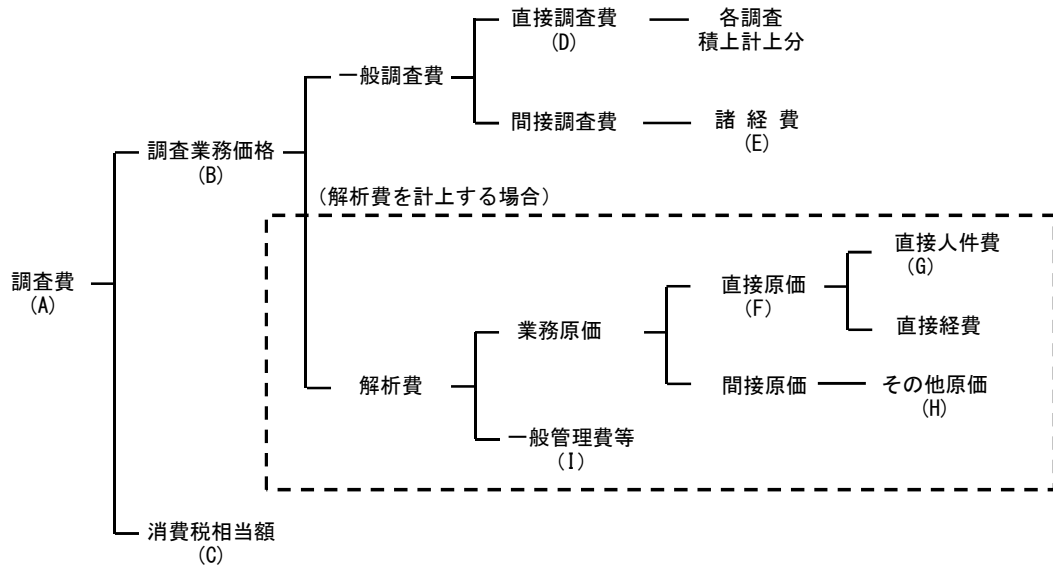 直接調査費
(D)
各調査
積上計上分
一般調査費
間接調査費
諸 経 費
(E)
調査業務価格
(B)
(解析費を計上する場合)
直接人件費
(G)
調査費
(A)
直接原価
(F)
業務原価
直接経費
解析費
間接原価
その他原価
(H)
一般管理費等
(I)
消費税相当額
(C)